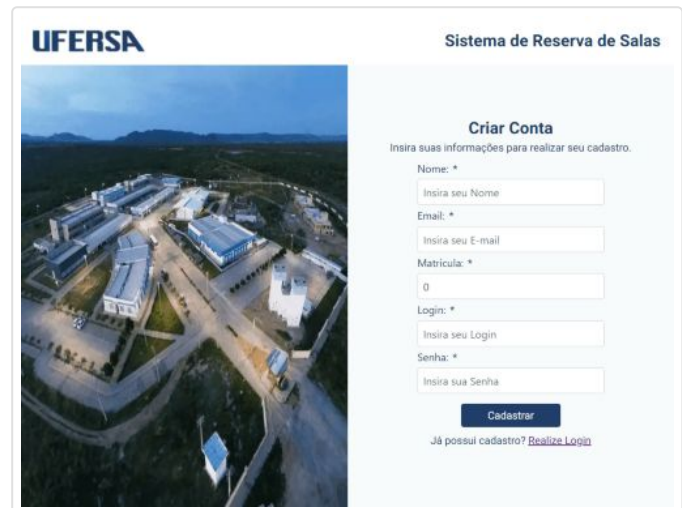 UFERSA
Sistema de Reserva de Salas
Criar Conta
Insira suas informações para realizar seu cadastro.
Nome: *
Insira seu Nome
Email: *
Insira seu E-mail
Matricula: *
0
Login: *
Insira seu Login
Senha: *
Insira sua Senha
Cadastrar
Já possui cadastro? Realize Login